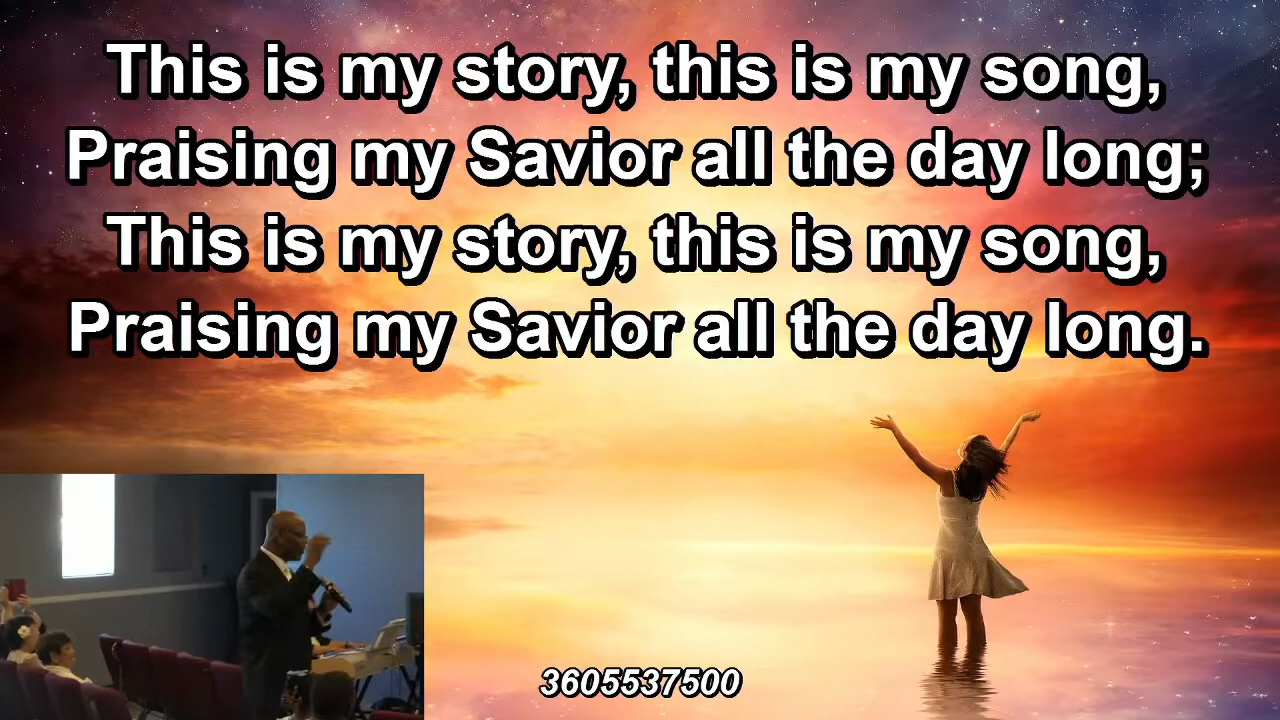 This is my story, this is my song,
Praising my Savior all the day long;
This is my story, this is my song,
Praising my Savior all the day long.
3605537500